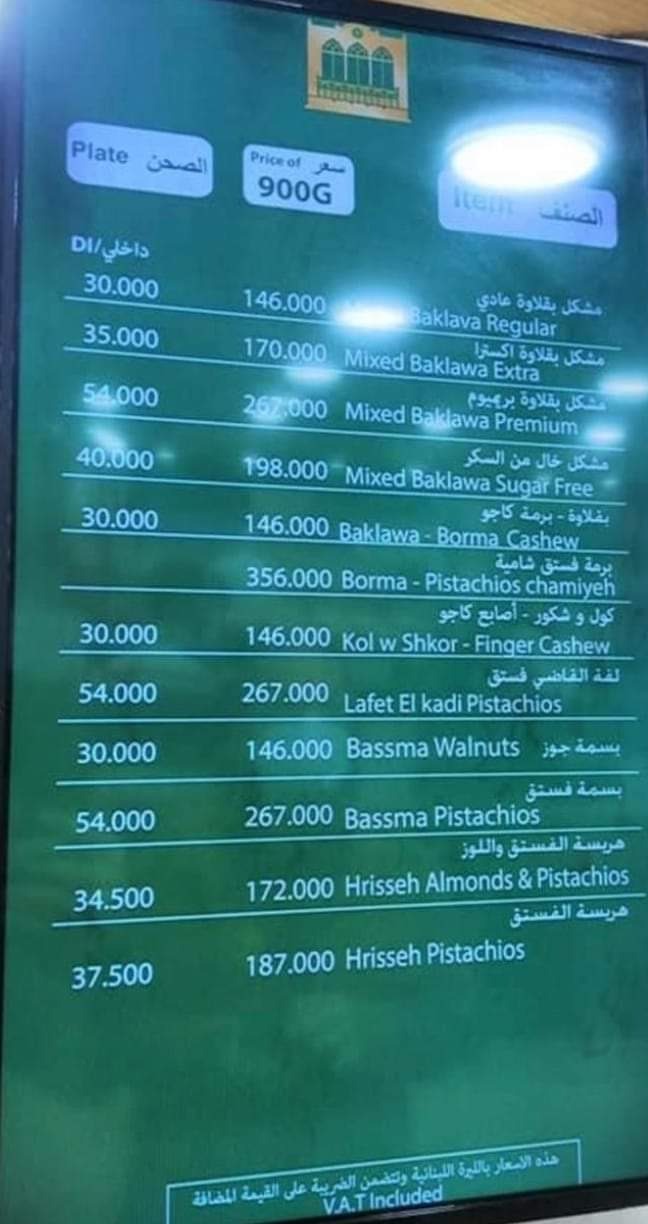 Plate الصحن
Price of سعر
900G
Item الصنف
داخلي/DI
مشكل بقلاوة عادي
30.000 146.000 Baklava Regular
مشكل بقلاوة اكسترا
35.000 170.000 Mixed Baklawa Extra
مشكل بقلاوة بريميوم
54.000 267.000 Mixed Baklawa Premium
مشكل خال من السكر
40.000 198.000 Mixed Baklawa Sugar Free
بقلاوة - برمة كاجو
30.000 146.000 Baklawa - Borma Cashew
برمة فستق شامية
356.000 Borma - Pistachios chamiyeh
كول و شكور - أصابع كاجو
30.000 146.000 Kol w Shkor - Finger Cashew
لفة القاضي فستق
54.000 267.000 Lafet El kadi Pistachios
30.000 146.000 Bassma Walnuts بسمة جوز
بسمة فستق
54.000 267.000 Bassma Pistachios
هريسة الفستق واللوز
34.500 172.000 Hrisseh Almonds & Pistachios
هريسة الفستق
37.500 187.000 Hrisseh Pistachios
هذه الاسعار بالليرة اللبنانية وتتضمن الضريبة على القيمة المضافة
V.A.T Included